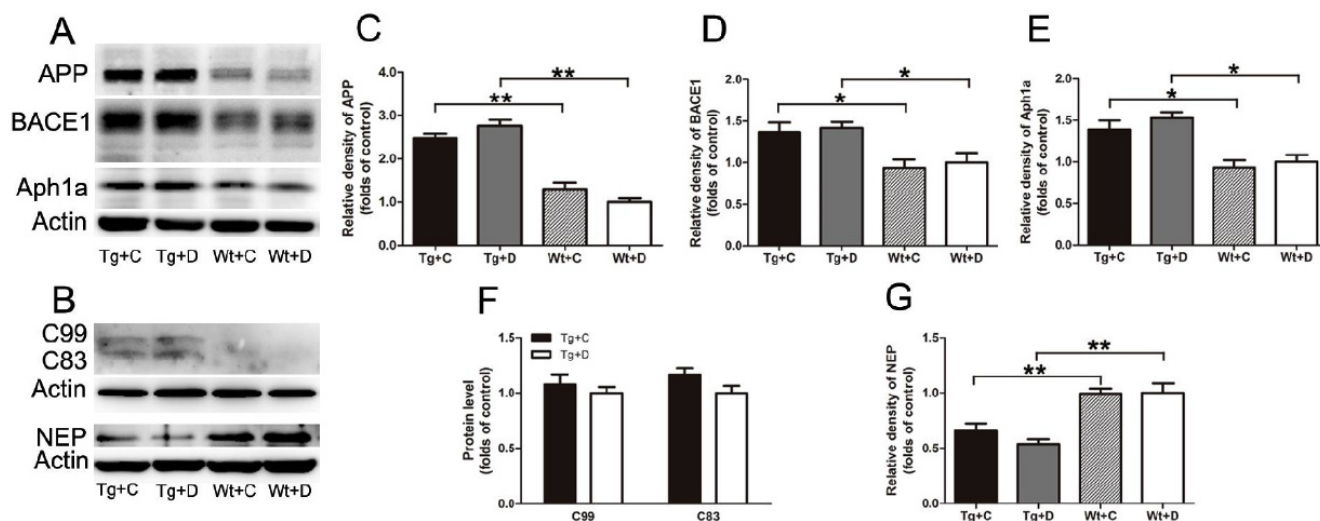 A
APP
BACE1
Aph1a
Actin
Tg+C Tg+D Wt+C Wt+D
B
C99
C83
Actin
NEP
Actin
Tg+C Tg+D Wt+C Wt+D
C
Relative density of APP
(folds of control)
4.0
3.0
2.0
1.0
0.0
**
**
Tg+C Tg+D Wt+C Wt+D
D
Relative density of BACE1
(folds of control)
2.0
1.5
1.0
0.5
0.0
*
*
Tg+C Tg+D Wt+C Wt+D
E
Relative density of Aph1a
(folds of control)
2.0
1.5
1.0
0.5
0.0
*
*
Tg+C Tg+D Wt+C Wt+D
F
Protein level
(folds of control)
1.5
1.0
0.5
0.0
Tg+C
Tg+D
C99 C83
G
Relative density of NEP
(folds of control)
1.5
1.0
0.5
0.0
**
**
Tg+C Tg+D Wt+C Wt+D